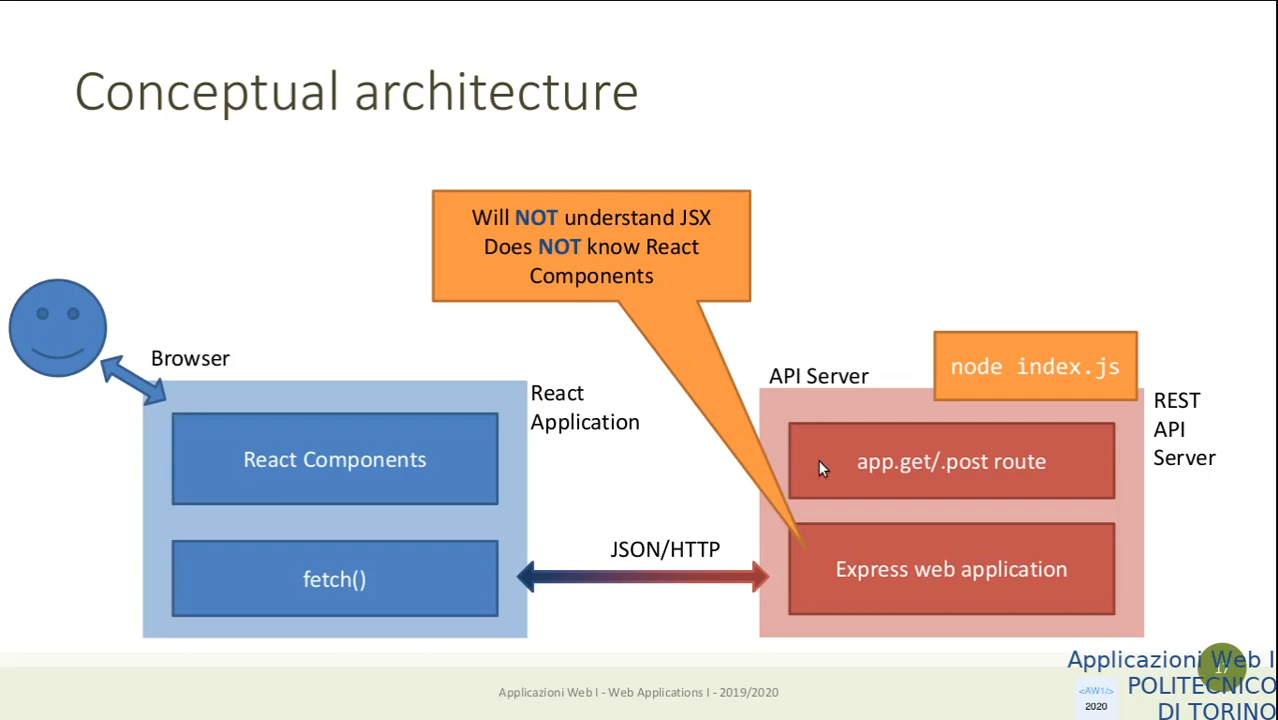 Conceptual architecture
Will NOT understand JSX
Does NOT know React
Components
Browser
React
Application
React Components
fetch()
JSON/HTTP
API Server
node index.js
REST
API
Server
app.get/.post route
Express web application
Applicazioni Web I - Web Applications I - 2019/2020
17
Applicazioni Web I
POLITECNICO
DI TORINO
<AW1/>
2020